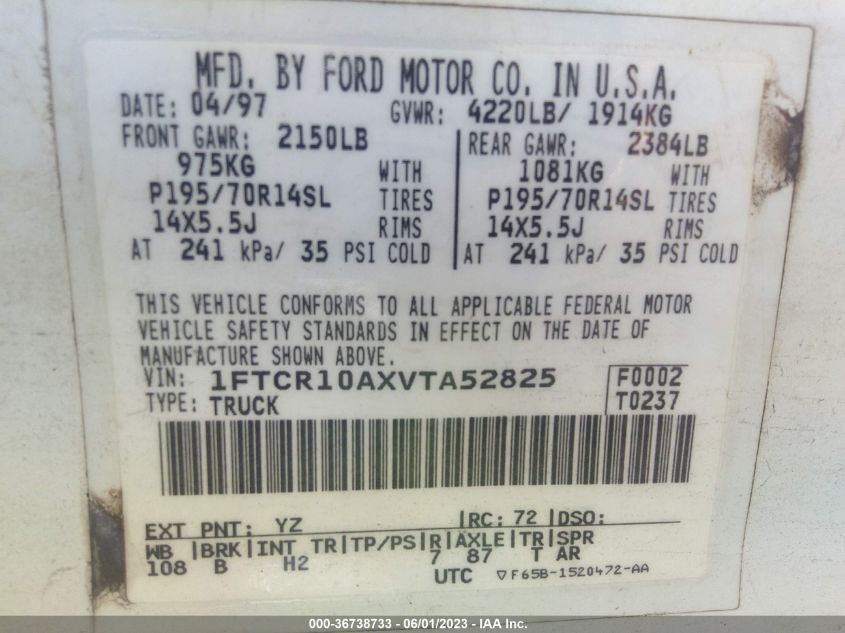 MFD. BY FORD MOTOR CO. IN U.S.A.
DATE: 04/97 GVWR: 4220LB/ 1914KG
FRONT GAWR: 2150LB REAR GAWR: 2384LB
975KG WITH 1081KG WITH
P195/70R14SL TIRES P195/70R14SL TIRES
14X5.5J RIMS 14X5.5J RIMS
AT 241 kPa/ 35 PSI COLD AT 241 kPa/ 35 PSI COLD
THIS VEHICLE CONFORMS TO ALL APPLICABLE FEDERAL MOTOR
VEHICLE SAFETY STANDARDS IN EFFECT ON THE DATE OF
MANUFACTURE SHOWN ABOVE.
VIN: 1FTCR10AXVTA52825 F0002
TYPE: TRUCK T0237
EXT PNT: YZ |RC: 72 |DSO:
WB |BRK|INT TR|TP/PS|R|AXLE|TR|SPR
108 B H2 7 87 T AR
UTC ▽F65B-1520472-AA
000-36738733 - 06/01/2023 - IAA Inc.